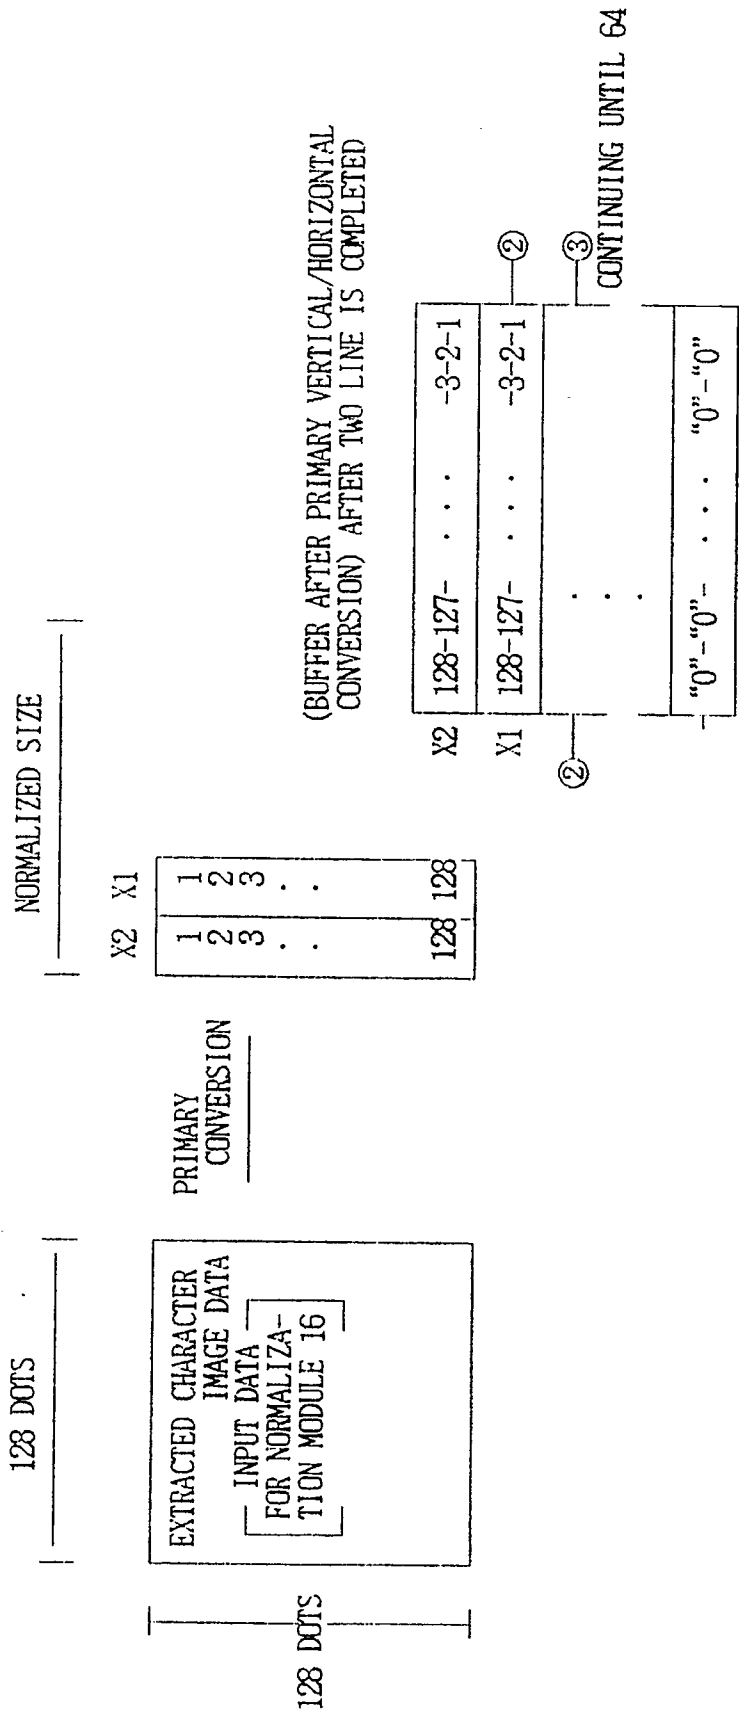 128 DOTS
128 DOTS
EXTRACTED CHARACTER
IMAGE DATA
INPUT DATA
FOR NORMALIZA-
TION MODULE 16
PRIMARY
CONVERSION
NORMALIZED SIZE
X2 X1
1 1
2 2
3 3
. .
. .
128 128
(BUFFER AFTER PRIMARY VERTICAL/HORIZONTAL
CONVERSION) AFTER TWO LINE IS COMPLETED
X2 128-127- . . . -3-2-1
X1 128-127- . . . -3-2-1 ②
② . ③
.
.
CONTINUING UNTIL 64
“0”-“0”- . . . “0”-“0”